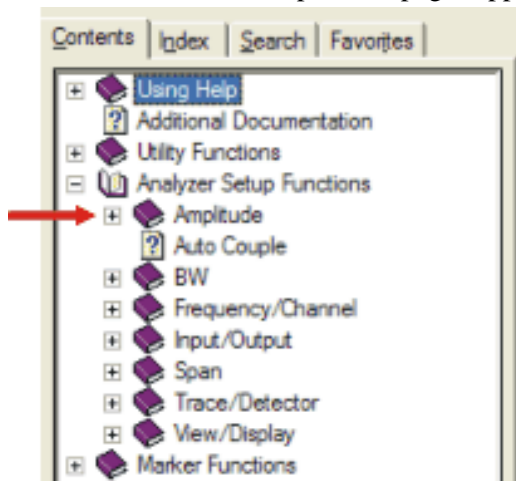 Contents Index Search Favorites
Using Help
Additional Documentation
Utility Functions
Analyzer Setup Functions
Amplitude
Auto Couple
BW
Frequency/Channel
Input/Output
Span
Trace/Detector
View/Display
Marker Functions